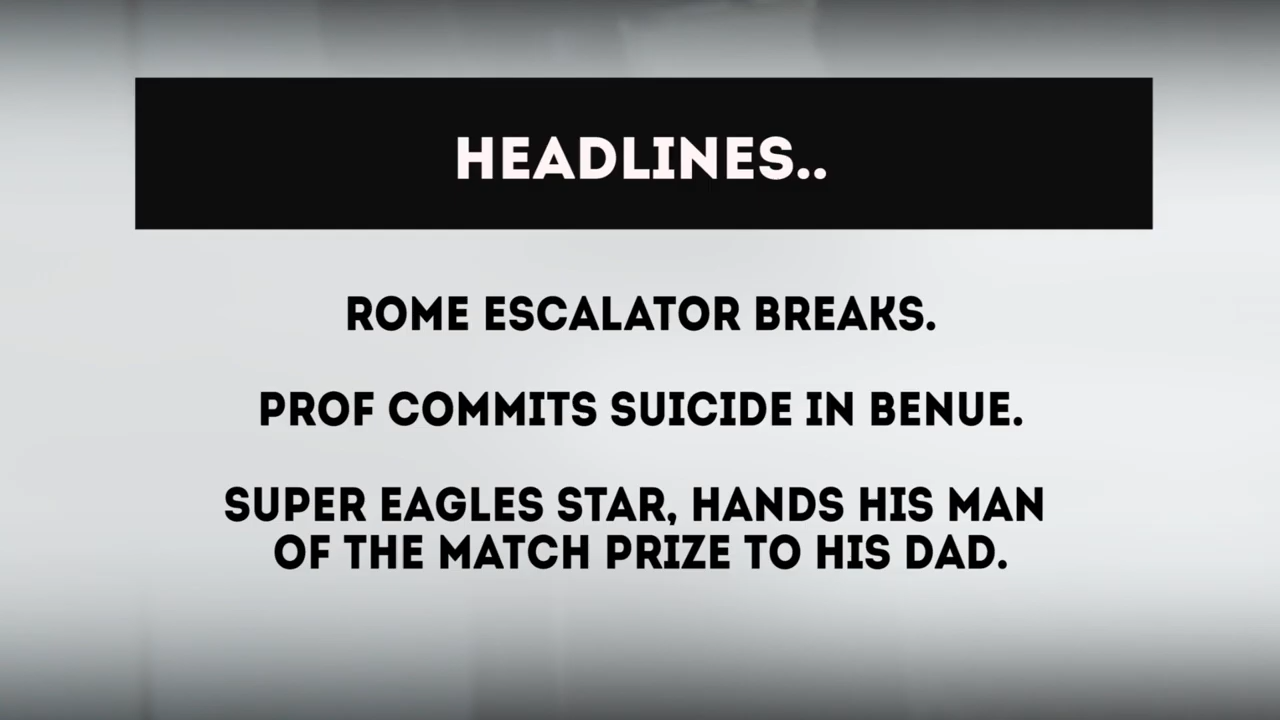 HEADLINES..
ROME ESCALATOR BREAKS.
PROF COMMITS SUICIDE IN BENUE.
SUPER EAGLES STAR, HANDS HIS MAN
OF THE MATCH PRIZE TO HIS DAD.